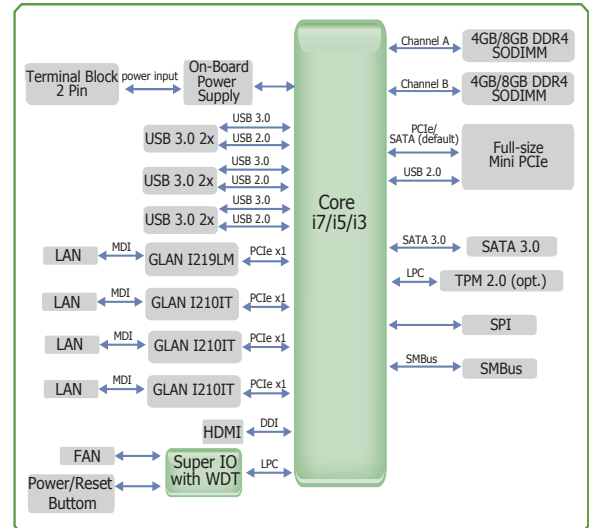 Terminal Block
2 Pin
power input
On-Board
Power
Supply
USB 3.0
USB 3.0 2x
USB 2.0
USB 3.0
USB 3.0 2x
USB 2.0
USB 3.0
USB 3.0 2x
USB 2.0
LAN
MDI
GLAN I219LM
PCIe x1
LAN
MDI
GLAN I210IT
PCIe x1
LAN
MDI
GLAN I210IT
PCIe x1
LAN
MDI
GLAN I210IT
PCIe x1
HDMI
DDI
FAN
Power/Reset
Buttom
Super IO
with WDT
LPC
Core
i7/i5/i3
Channel A
4GB/8GB DDR4
SODIMM
Channel B
4GB/8GB DDR4
SODIMM
PCIe/
SATA (default)
USB 2.0
Full-size
Mini PCIe
SATA 3.0
SATA 3.0
LPC
TPM 2.0 (opt.)
SPI
SMBus
SMBus